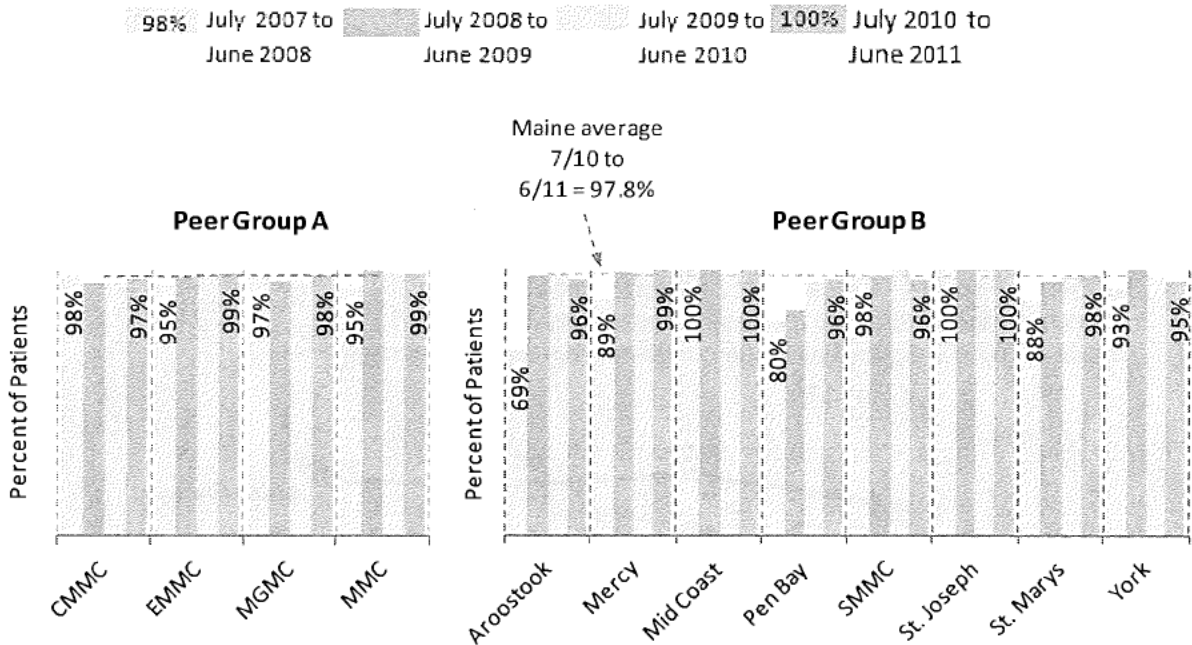 98% July 2007 to July 2008 to July 2009 to 100% July 2010 to
June 2008 June 2009 June 2010 June 2011
Maine average
7/10 to
6/11 = 97.8%
Peer Group A
Peer Group B
Percent of Patients
98% 97% 95% 99% 97% 98% 95% 99%
CMMC EMMC MGMC MMC
Percent of Patients
69% 96% 89% 99% 100% 100% 80% 96% 98% 96% 100% 100% 88% 98% 93% 95%
Aroostook Mercy Mid Coast Pen Bay SMMC St. Joseph St. Marys York